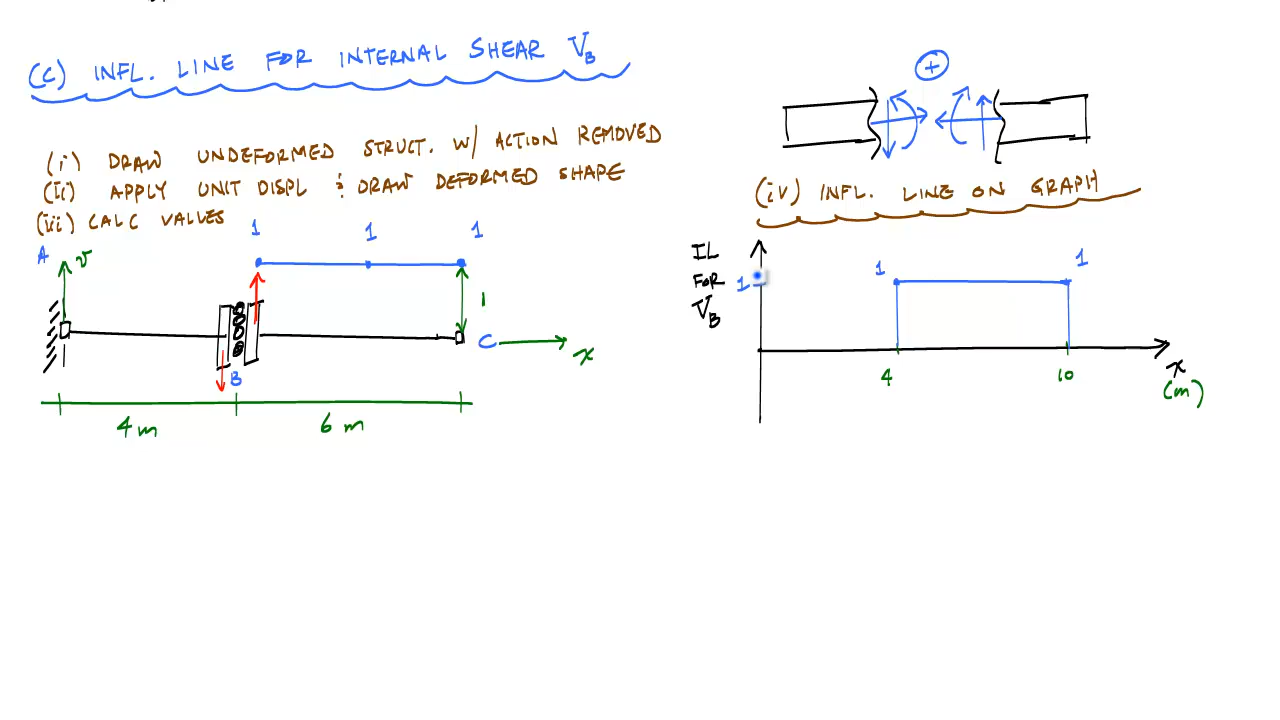 (c) INFL. LINE FOR INTERNAL SHEAR V_B
(i) DRAW UNDEFORMED STRUCT. W/ ACTION REMOVED
(ii) APPLY UNIT DISPL & DRAW DEFORMED SHAPE
(iii) CALC VALUES
1 1 1
A v
1
B C x
4 m 6 m
+
(iv) INFL. LINE ON GRAPH
IL
FOR
V_B
1
1 1
4 10
x
(m)